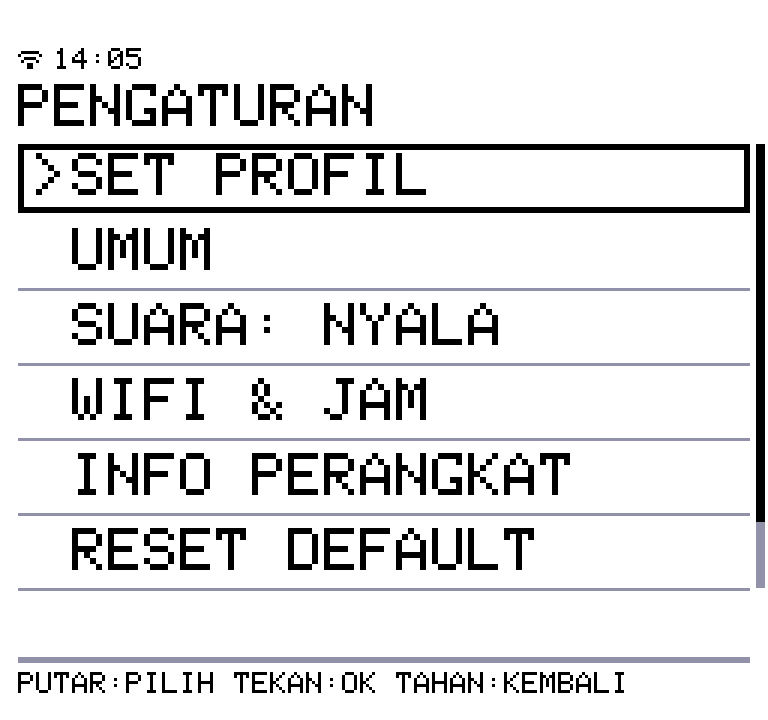 14:05
PENGATURAN
>SET PROFIL
UMUM
SUARA: NYALA
WIFI & JAM
INFO PERANGKAT
RESET DEFAULT
PUTAR:PILIH TEKAN:OK TAHAN:KEMBALI